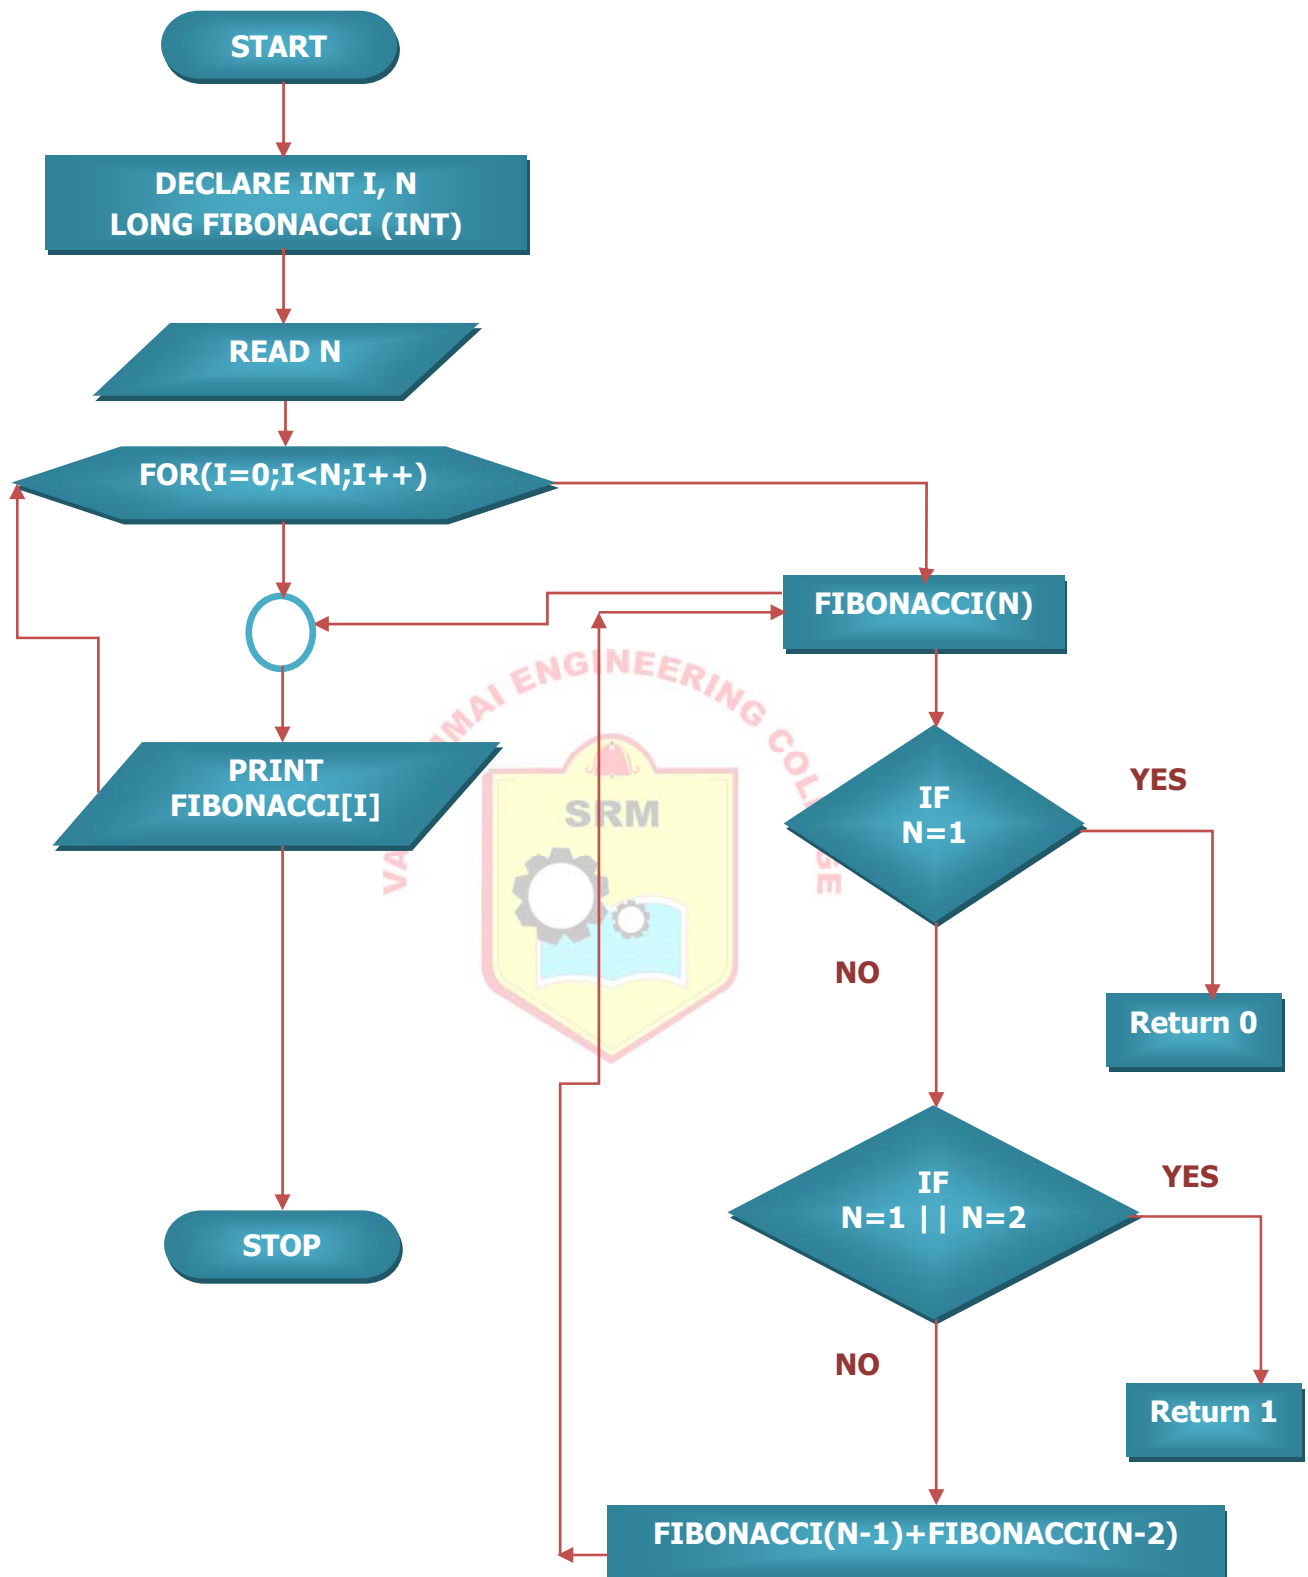 START
DECLARE INT I, N
LONG FIBONACCI (INT)
READ N
FOR(I=0;I<N;I++)
FIBONACCI(N)
ENGINEERING
PRINT
FIBONACCI[I]
SRM
IF
N=1
YES
NO
Return 0
IF
N=1 || N=2
YES
STOP
NO
Return 1
FIBONACCI(N-1)+FIBONACCI(N-2)